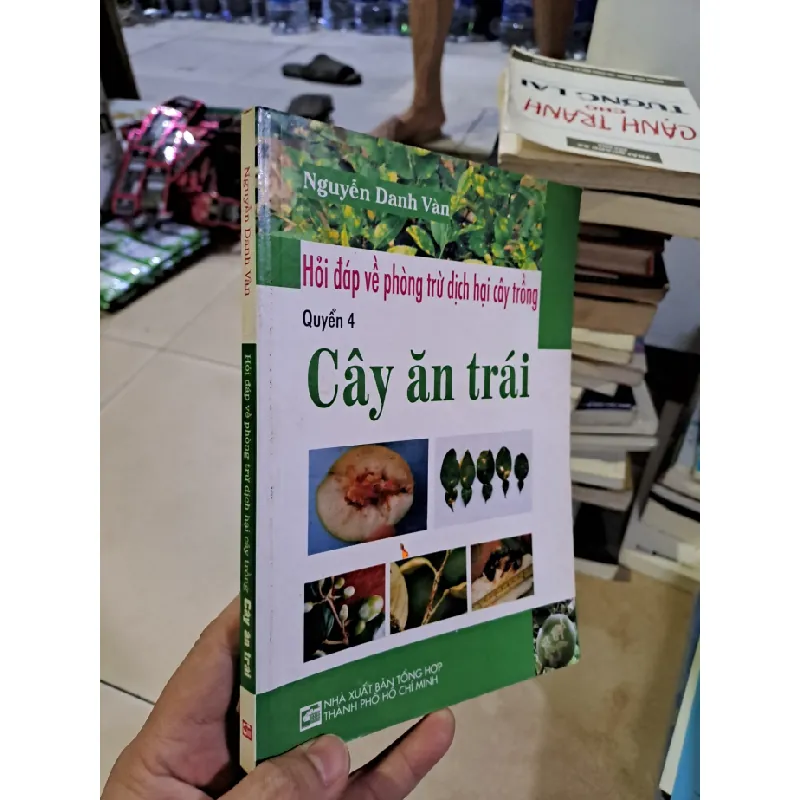 Nguyễn Danh Vàn
Hỏi đáp về phòng trừ dịch hại cây trồng
Quyển 4
Cây ăn trái
NHÀ XUẤT BẢN TỔNG HỢP
THÀNH PHỐ HỒ CHÍ MINH
Nguyễn Danh Vàn
Hỏi đáp về phòng trừ dịch hại cây trồng Cây ăn trái
CẠNH TRANH
CHO
TƯƠNG LAI